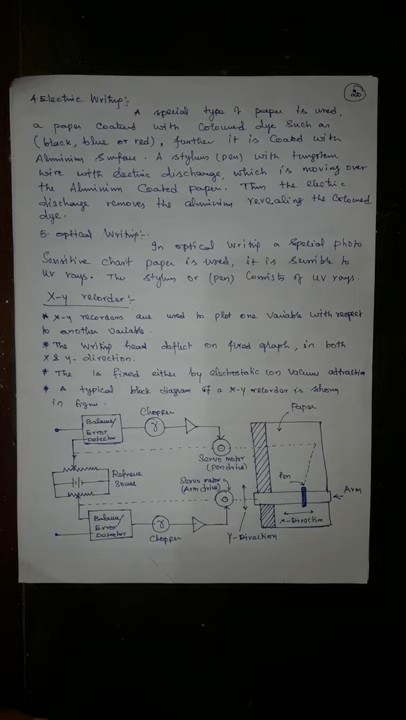 20
4. Electric Writing:-
A special type of paper is used,
a paper coated with Coloured dye such as
(black, blue or red), further it is Coated with
Aluminium Surface. A stylus (pen) with tungsten
wire with electric discharge, which is moving over
the Aluminium Coated paper. Thus the electric
discharge removes the aluminium revealing the Coloured
dye.
5. optical Writing:-
In optical writing a Special photo
Sensitive chart paper is used, it is sensible to
UV rays. The stylus or (pen) Consists of UV rays.
X-y recorder:-
* x-y recorders are used to plot one Variable with respect
to another Variable.
* The writing head deflect on fixed graph, in both
x & y- direction.
* The is fixed either by electrostatic (or) Vacuum attraction
* A typical block diagram of a x-y recorder is shown
in figure.
Balance/
Error
Detector
Chopper
Paper
Servo motor
(Pen drive)
Reference
Source
Servo motor
(Arm drive)
Pen
Arm
x-Direction
Balance/
Error
Detector
Chopper
Y-Direction